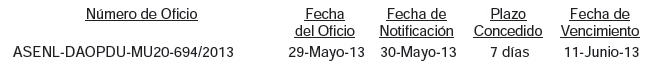 Número de Oficio Fecha Fecha de Plazo Fecha de
del Oficio Notificación Concedido Vencimiento
ASENL-DAOPDU-MU20-694/2013 29-Mayo-13 30-Mayo-13 7 días 11-Junio-13